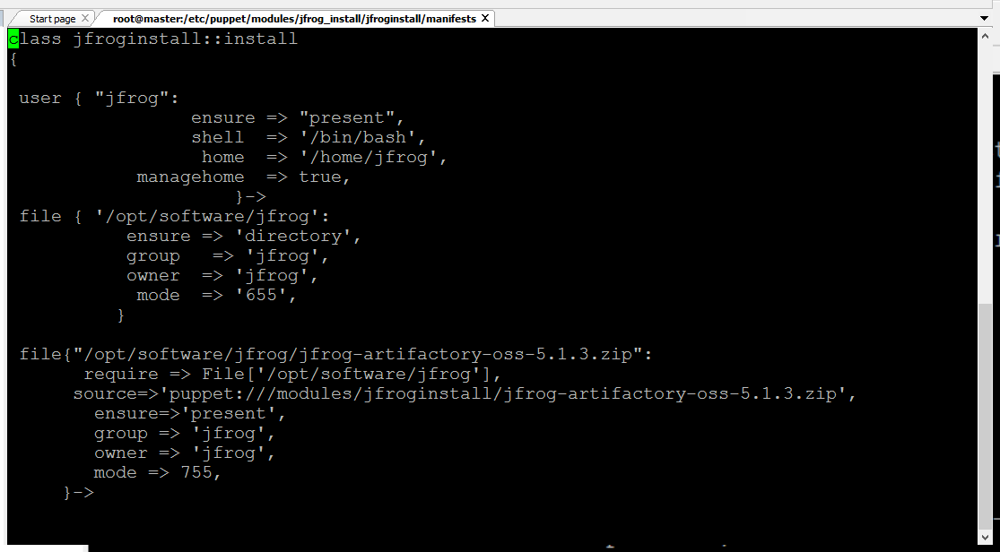 Start page
root@master:/etc/puppet/modules/jfrog_install/jfroginstall/manifests
class jfroginstall::install
{
user { "jfrog":
ensure => "present",
shell => '/bin/bash',
home => '/home/jfrog',
managehome => true,
}->
file { '/opt/software/jfrog':
ensure => 'directory',
group => 'jfrog',
owner => 'jfrog',
mode => '655',
}
file{"/opt/software/jfrog/jfrog-artifactory-oss-5.1.3.zip":
require => File['/opt/software/jfrog'],
source=>'puppet:///modules/jfroginstall/jfrog-artifactory-oss-5.1.3.zip',
ensure=>'present',
group => 'jfrog',
owner => 'jfrog',
mode => 755,
}->